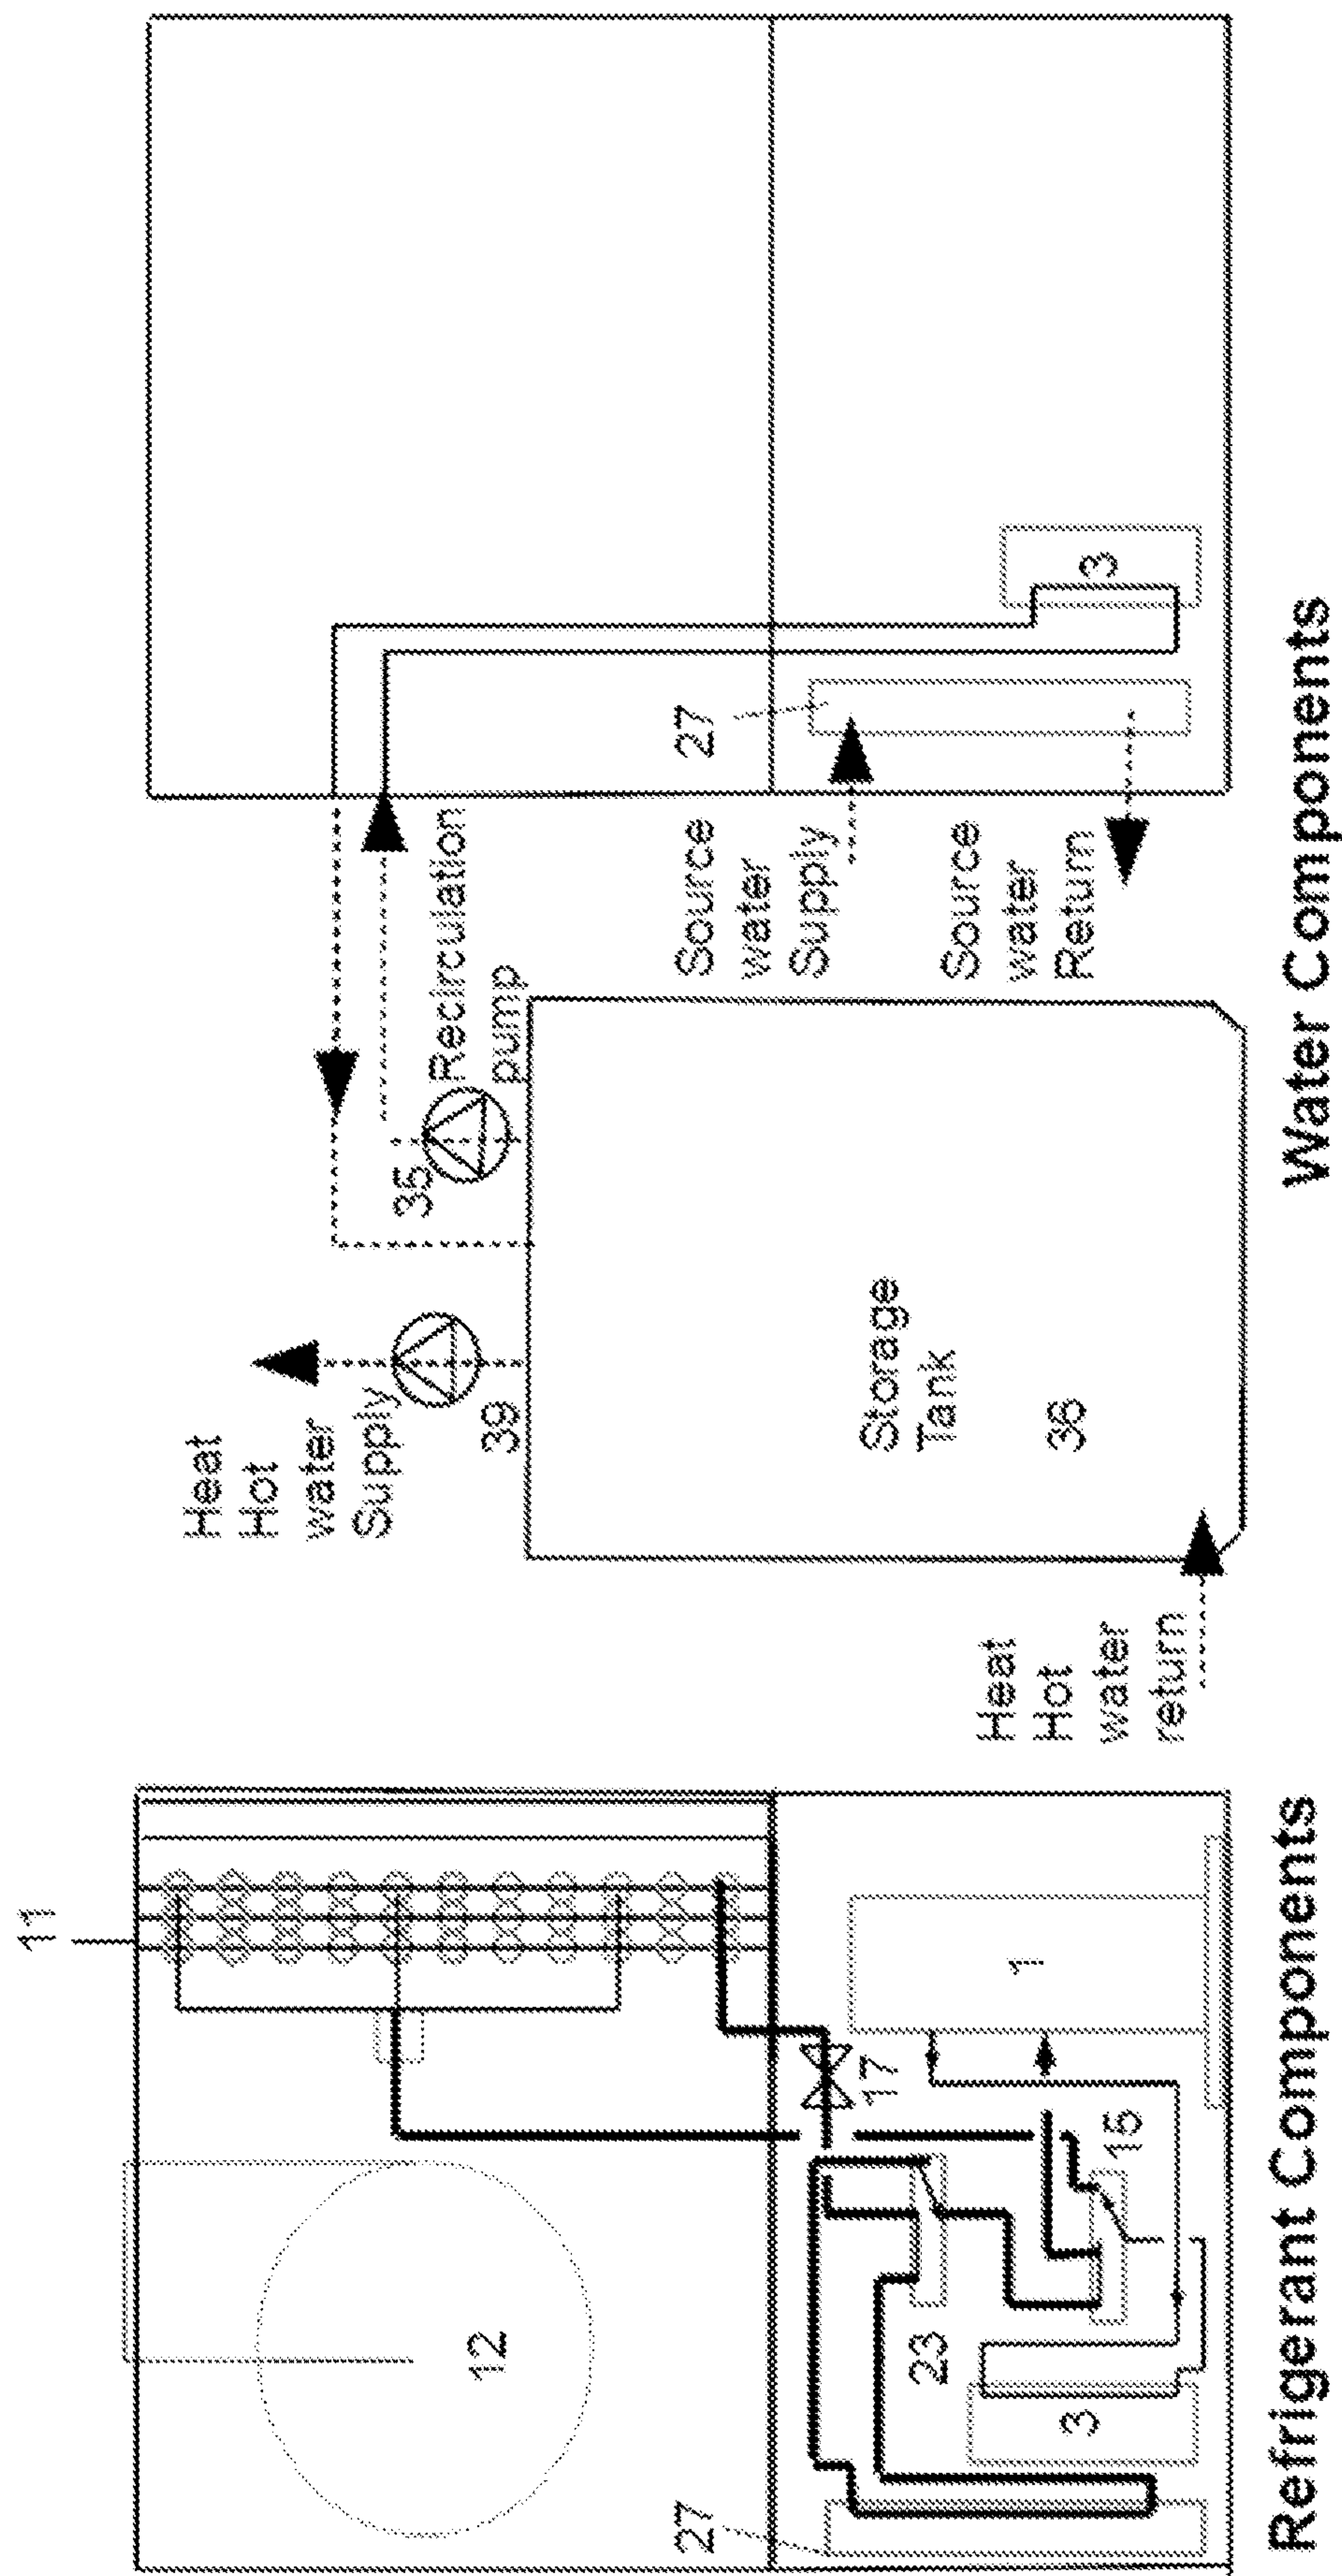 11
12
27
3
23
15
17
1
Refrigerant Components
Heat
Hot
water
Supply
39
35
Recirculation
pump
Storage
Tank
36
Heat
Hot
water
return
27
Source
water
Supply
Source
water
Return
3
Water Components